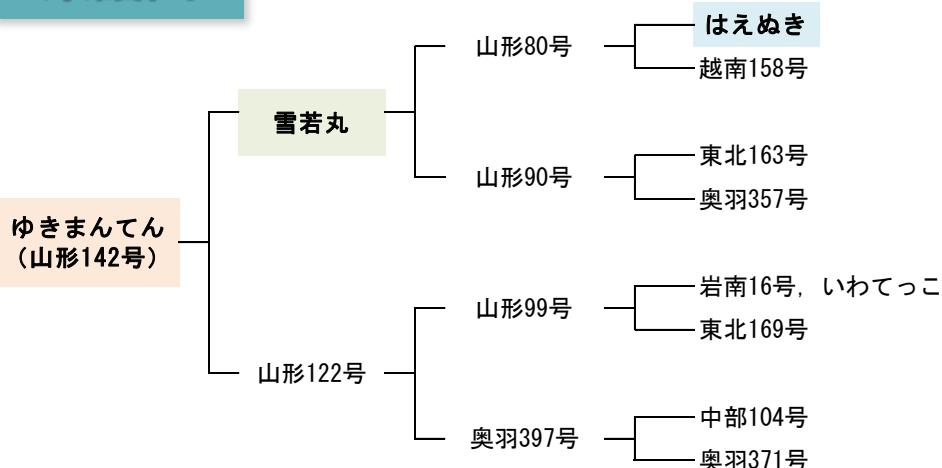 はえぬき
山形80号
越南158号
雪若丸
東北163号
山形90号
奥羽357号
ゆきまんてん
(山形142号)
岩南16号, いわてっこ
山形99号
東北169号
山形122号
中部104号
奥羽397号
奥羽371号